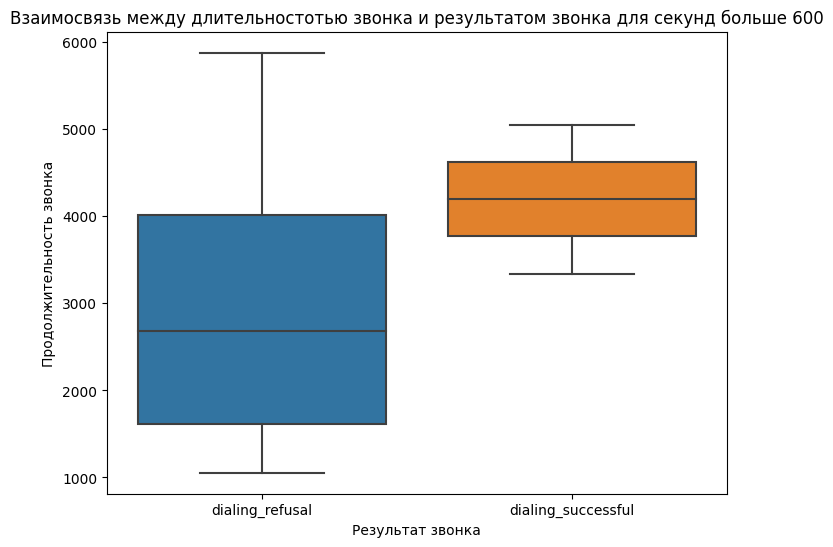 Взаимосвязь между длительностотью звонка и результатом звонка для секунд больше 600
6000
5000
4000
3000
2000
1000
Продолжительность звонка
dialing_refusal
dialing_successful
Результат звонка